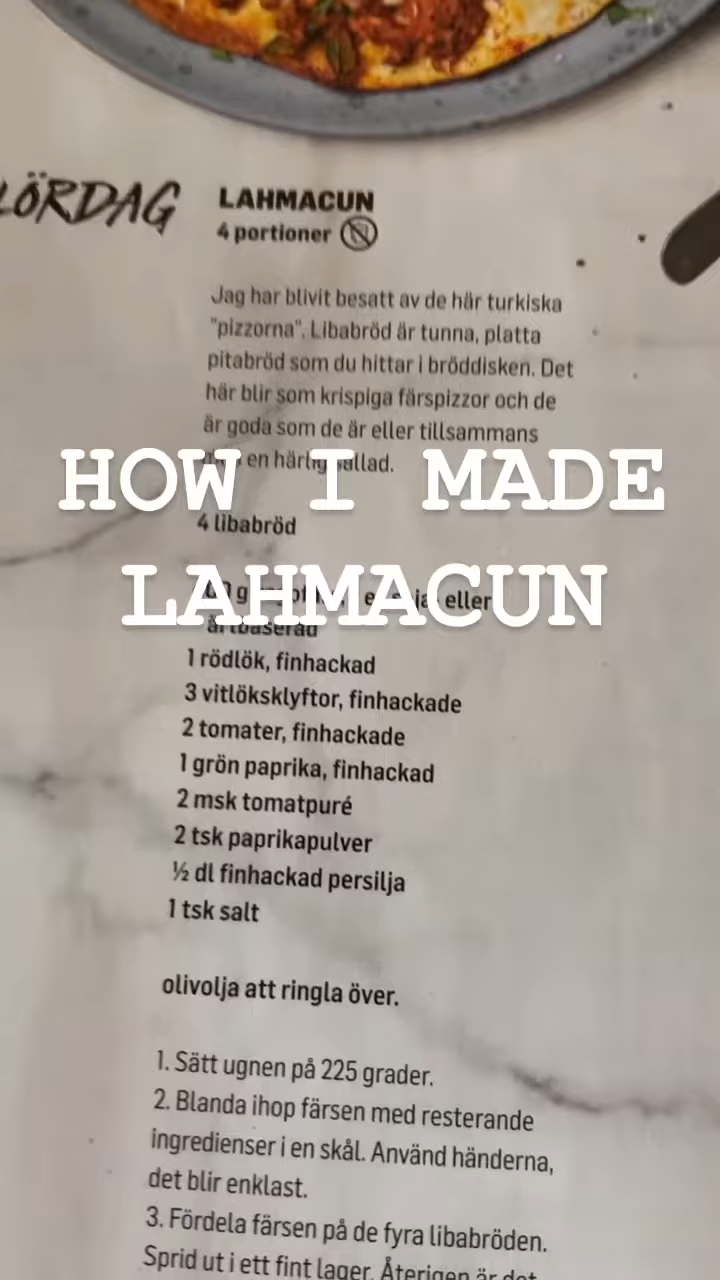 LÖRDAG
LAHMACUN
4 portioner
Jag har blivit besatt av de här turkiska
"pizzorna". Libabröd är tunna, platta
pitabröd som du hittar i bröddisken. Det
här blir som krispiga färspizzor och de
är goda som de är eller tillsammans
en härlig sallad.
HOW I MADE
4 libabröd
LAHMACUN
eller
ärtbaserad
1 rödlök, finhackad
3 vitlöksklyftor, finhackade
2 tomater, finhackade
1 grön paprika, finhackad
2 msk tomatpuré
2 tsk paprikapulver
½ dl finhackad persilja
1 tsk salt
olivolja att ringla över.
1. Sätt ugnen på 225 grader.
2. Blanda ihop färsen med resterande
ingredienser i en skål. Använd händerna,
det blir enklast.
3. Fördela färsen på de fyra libabröden.
Sprid ut i ett fint lager. Återigen är det